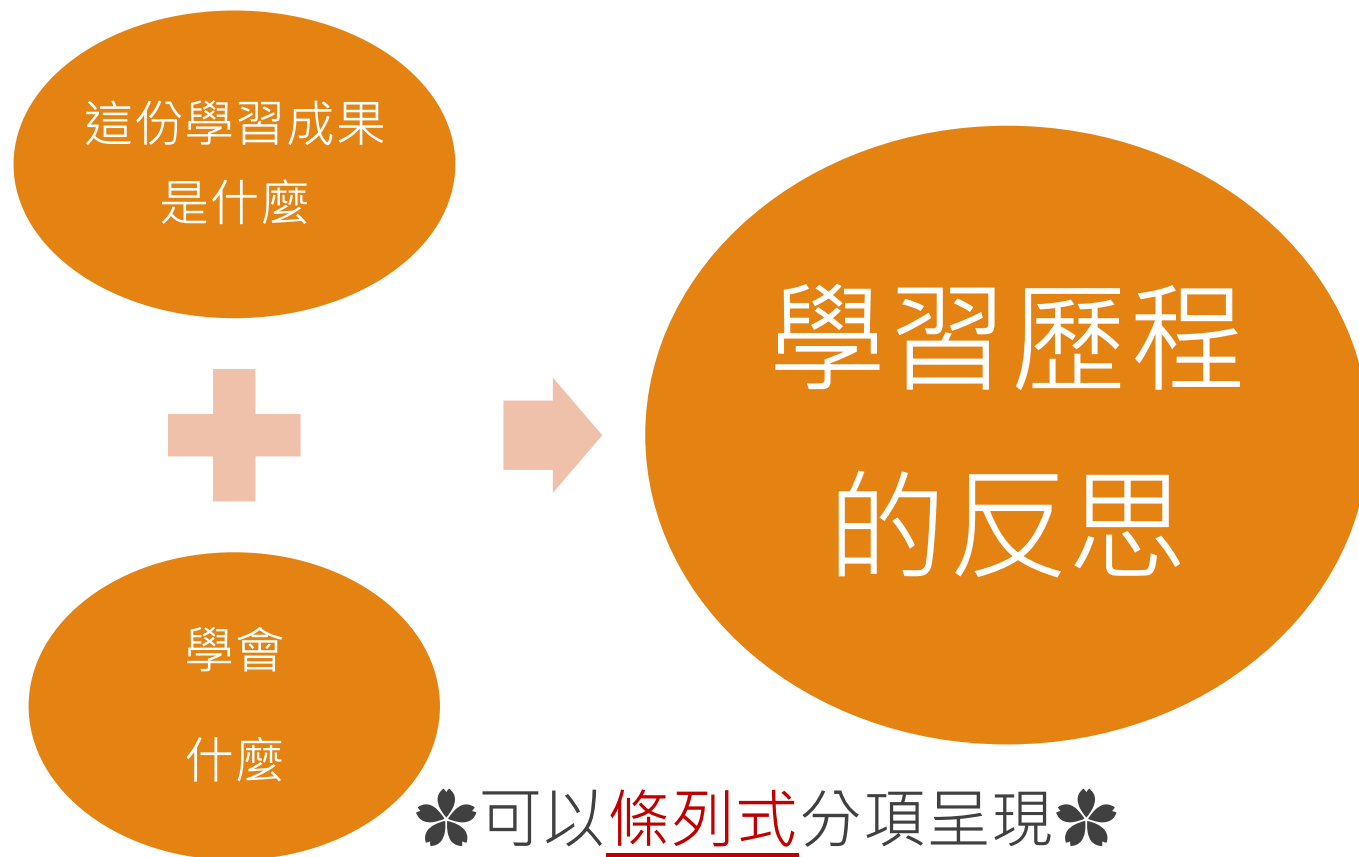 這份學習成果
是什麼
學會
什麼
學習歷程
的反思
✽可以條列式分項呈現✽